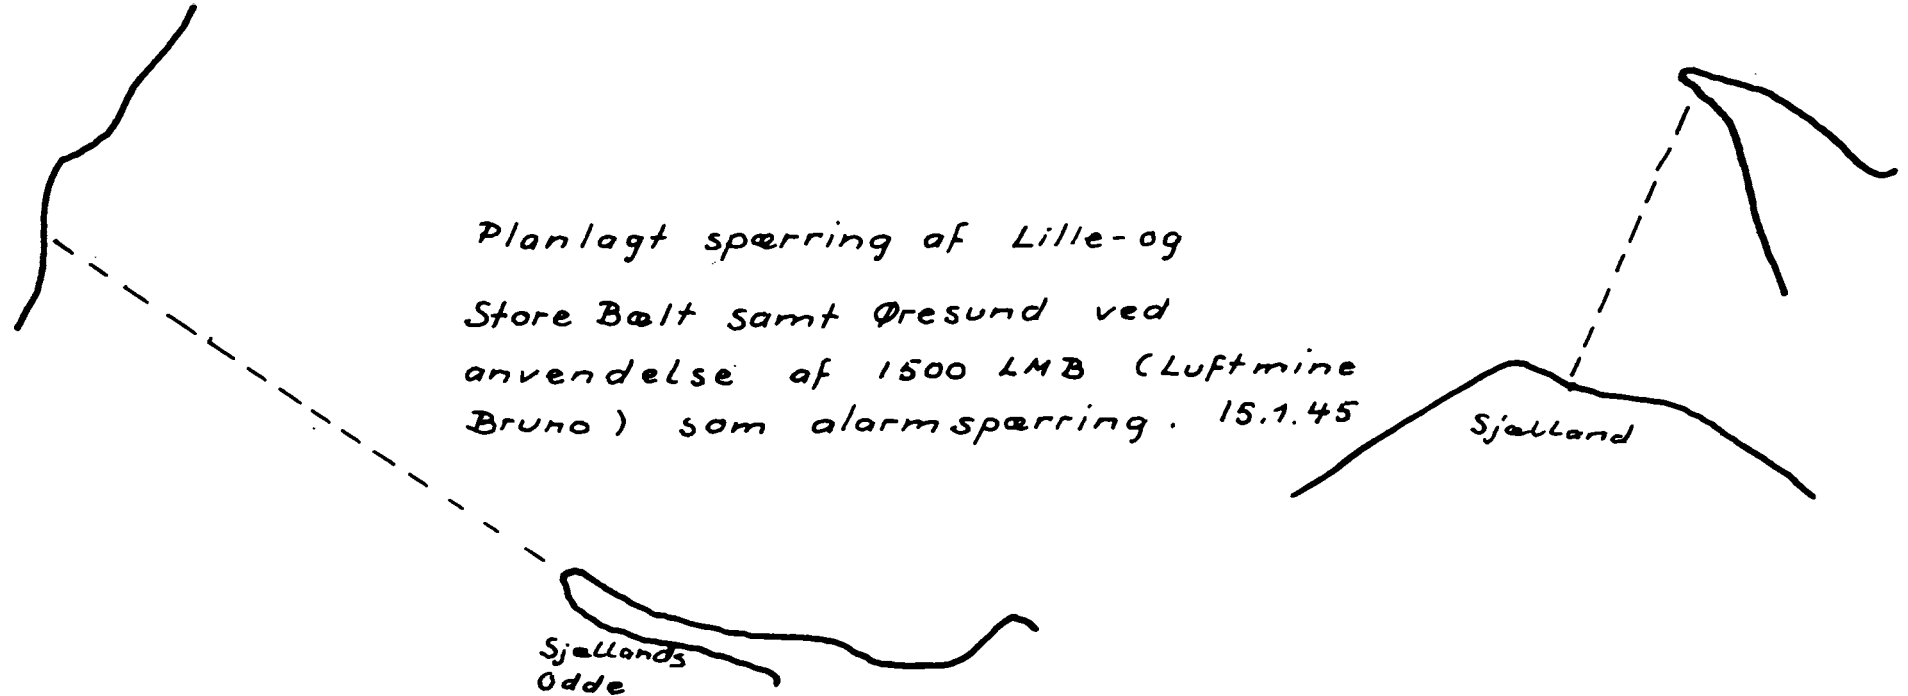 Planlagt spærring af Lille-og
Store Bælt samt Øresund ved
anvendelse af 1500 LMB (Luftmine
Bruno) som alarmspærring. 15.1.45
Sjælland
Sjællands
Odde